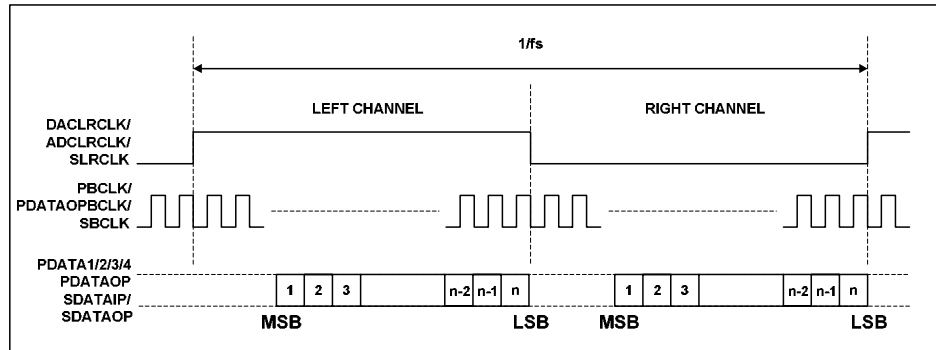 1/fs
LEFT CHANNEL
RIGHT CHANNEL
DACLRCLK/
ADCLRCLK/
SLRCLK
PBCLK/
PDATAOPBCLK/
SBCLK
PDATA1/2/3/4
PDATAOP
SDATAIP/
SDATAOP
1 2 3 n-2 n-1 n 1 2 3 n-2 n-1 n
MSB LSB MSB LSB